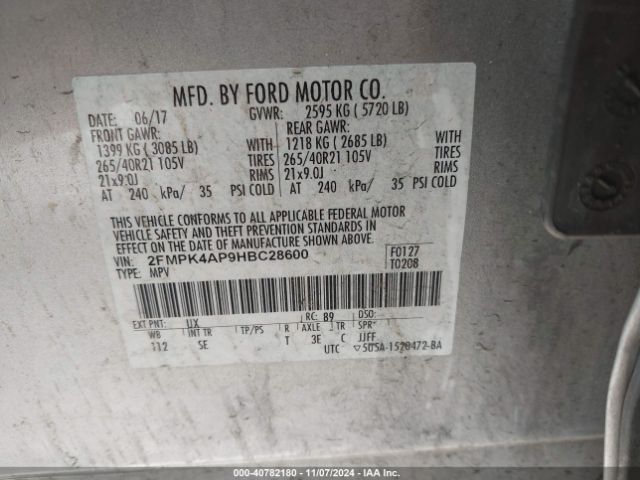 MFD. BY FORD MOTOR CO.
DATE: 06/17 GVWR: 2595 KG ( 5720 LB)
FRONT GAWR: REAR GAWR:
1399 KG ( 3085 LB) WITH 1218 KG ( 2685 LB) WITH
265/40R21 105V TIRES 265/40R21 105V TIRES
21x9.0J RIMS 21x9.0J RIMS
AT 240 kPa/ 35 PSI COLD AT 240 kPa/ 35 PSI COLD
THIS VEHICLE CONFORMS TO ALL APPLICABLE FEDERAL MOTOR
VEHICLE SAFETY AND THEFT PREVENTION STANDARDS IN
EFFECT ON THE DATE OF MANUFACTURE SHOWN ABOVE.
VIN: 2FMPK4AP9HBC28600 F0127
TYPE: MPV T0208
EXT PNT: UX RC: 89 DSO:
WB INT TR TP/PS R AXLE TR SPR
112 SE T 3E C JJFF
UTC 5U5A-1520472-BA
000-40782180 - 11/07/2024 - IAA Inc.